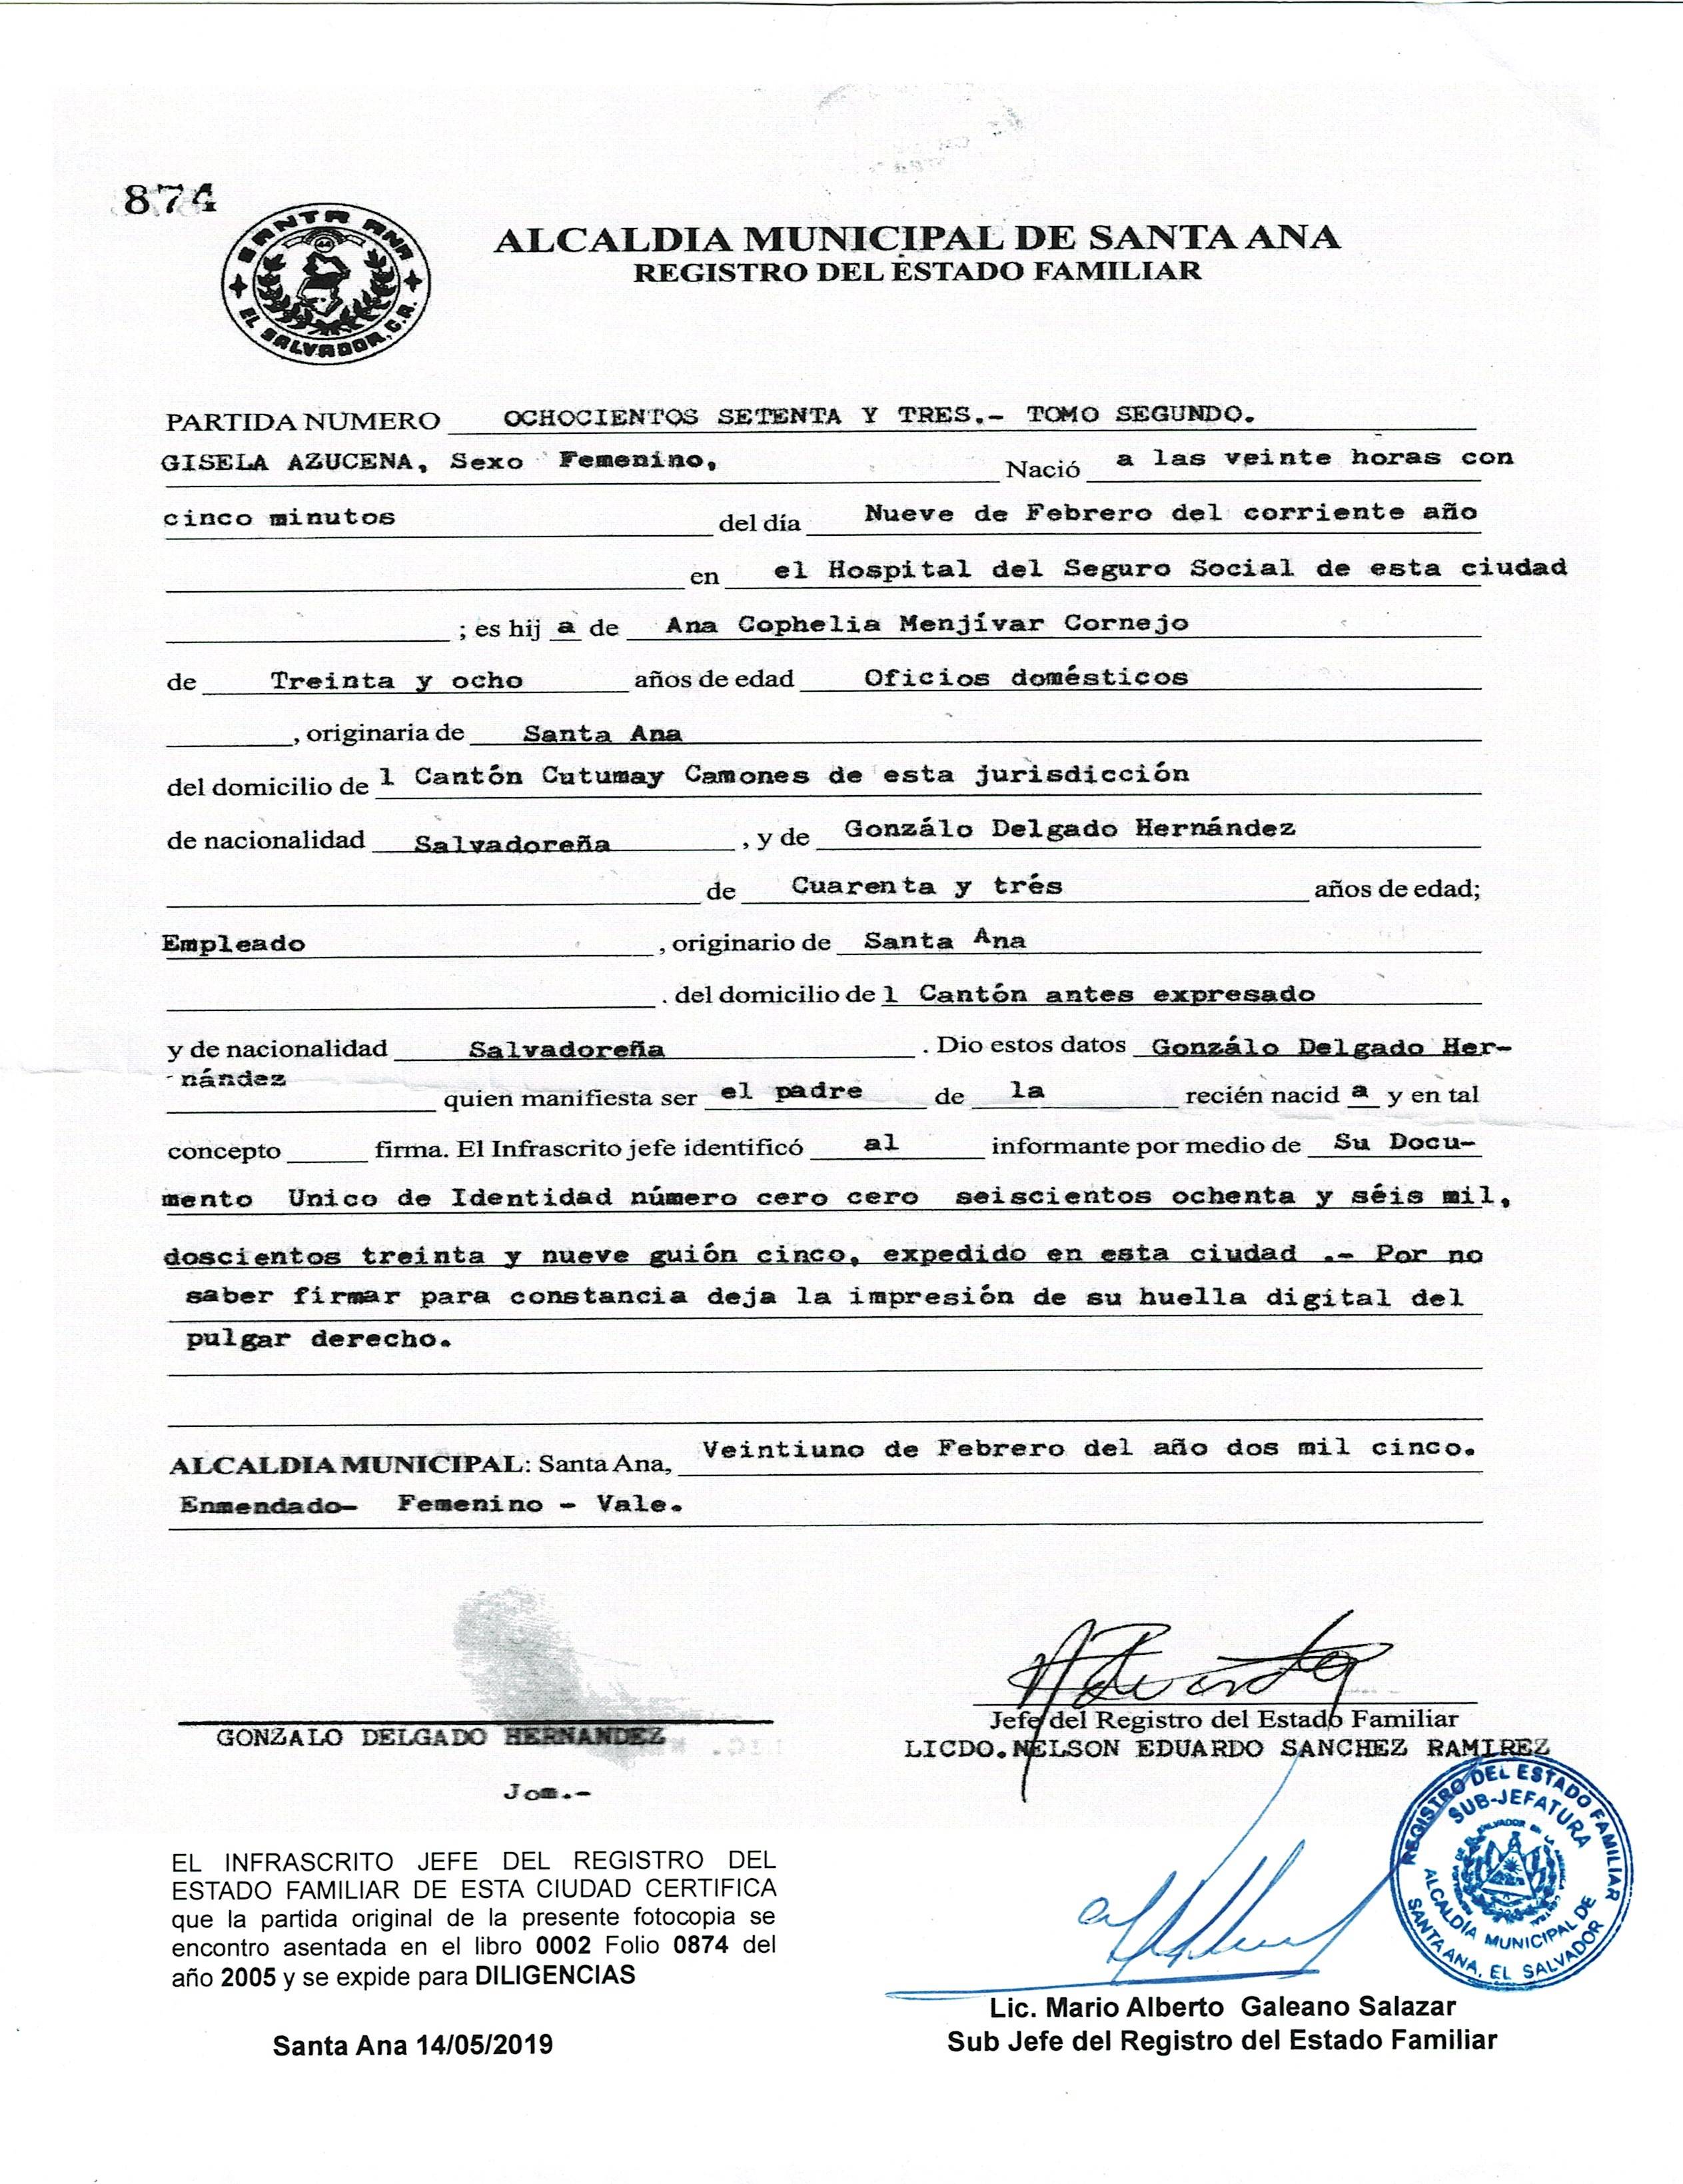 874
SANTA ANA
44
EL SALVADOR, C.R.
ALCALDIA MUNICIPAL DE SANTA ANA
REGISTRO DEL ESTADO FAMILIAR
PARTIDA NUMERO OCHOCIENTOS SETENTA Y TRES.- TOMO SEGUNDO.
GISELA AZUCENA, Sexo Femenino, Nació a las veinte horas con
cinco minutos del día Nueve de Febrero del corriente año
en el Hospital del Seguro Social de esta ciudad
; es hij a de Ana Cophelia Menjívar Cornejo
de Treinta y ocho años de edad Oficios domésticos
, originaria de Santa Ana
del domicilio de l Cantón Cutumay Camones de esta jurisdicción
de nacionalidad Salvadoreña , y de Gonzálo Delgado Hernández
de Cuarenta y trés años de edad;
Empleado , originario de Santa Ana
. del domicilio de l Cantón antes expresado
y de nacionalidad Salvadoreña . Dio estos datos Gonzálo Delgado Her-
nández quien manifiesta ser el padre de la recién nacid a y en tal
concepto firma. El Infrascrito jefe identificó al informante por medio de Su Docu-
mento Unico de Identidad número cero cero seiscientos ochenta y séis mil,
doscientos treinta y nueve guión cinco, expedido en esta ciudad .- Por no
saber firmar para constancia deja la impresión de su huella digital del
pulgar derecho.
ALCALDIA MUNICIPAL: Santa Ana, Veintiuno de Febrero del año dos mil cinco.
Enmendado- Femenino - Vale.
Jefe del Registro del Estado Familiar
GONZALO DELGADO HERNANDEZ LICDO. NELSON EDUARDO SANCHEZ RAMIREZ
Jom.-
REGISTRO DEL ESTADO FAMILIAR
SUB-JEFATURA
ALCALDÍA MUNICIPAL DE
SANTA ANA, EL SALVADOR
EL INFRASCRITO JEFE DEL REGISTRO DEL
ESTADO FAMILIAR DE ESTA CIUDAD CERTIFICA
que la partida original de la presente fotocopia se
encontro asentada en el libro 0002 Folio 0874 del
año 2005 y se expide para DILIGENCIAS
Santa Ana 14/05/2019
Lic. Mario Alberto Galeano Salazar
Sub Jefe del Registro del Estado Familiar